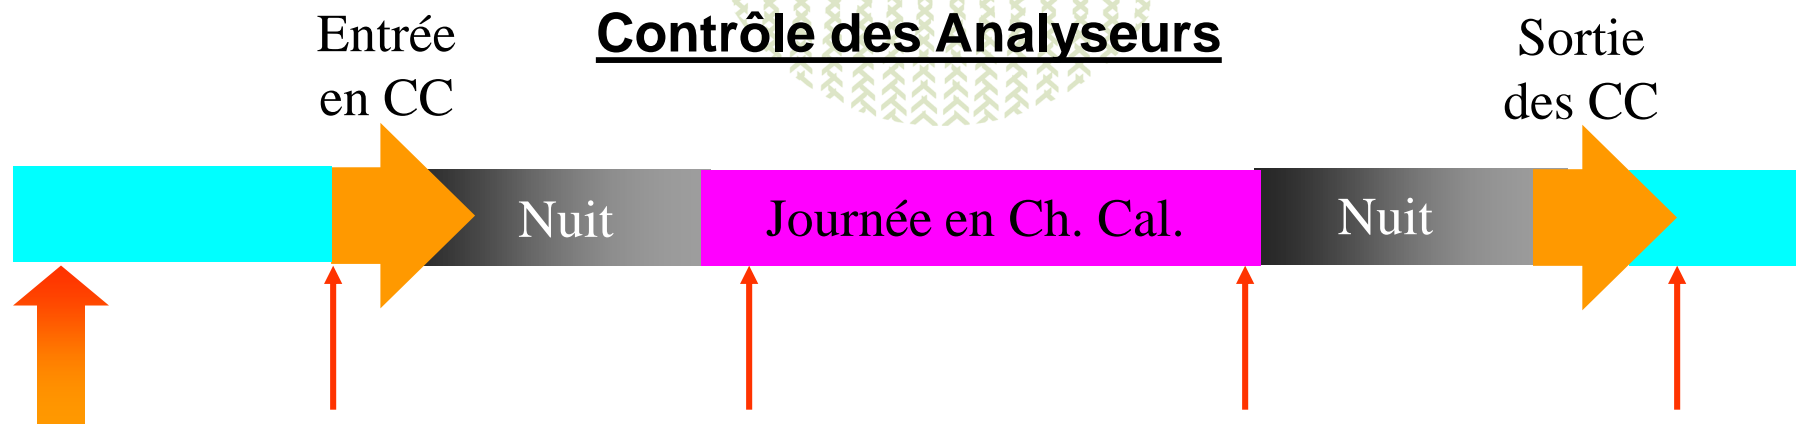 Contrôle des Analyseurs
Entrée
en CC
Sortie
des CC
Nuit
Journée en Ch. Cal.
Nuit